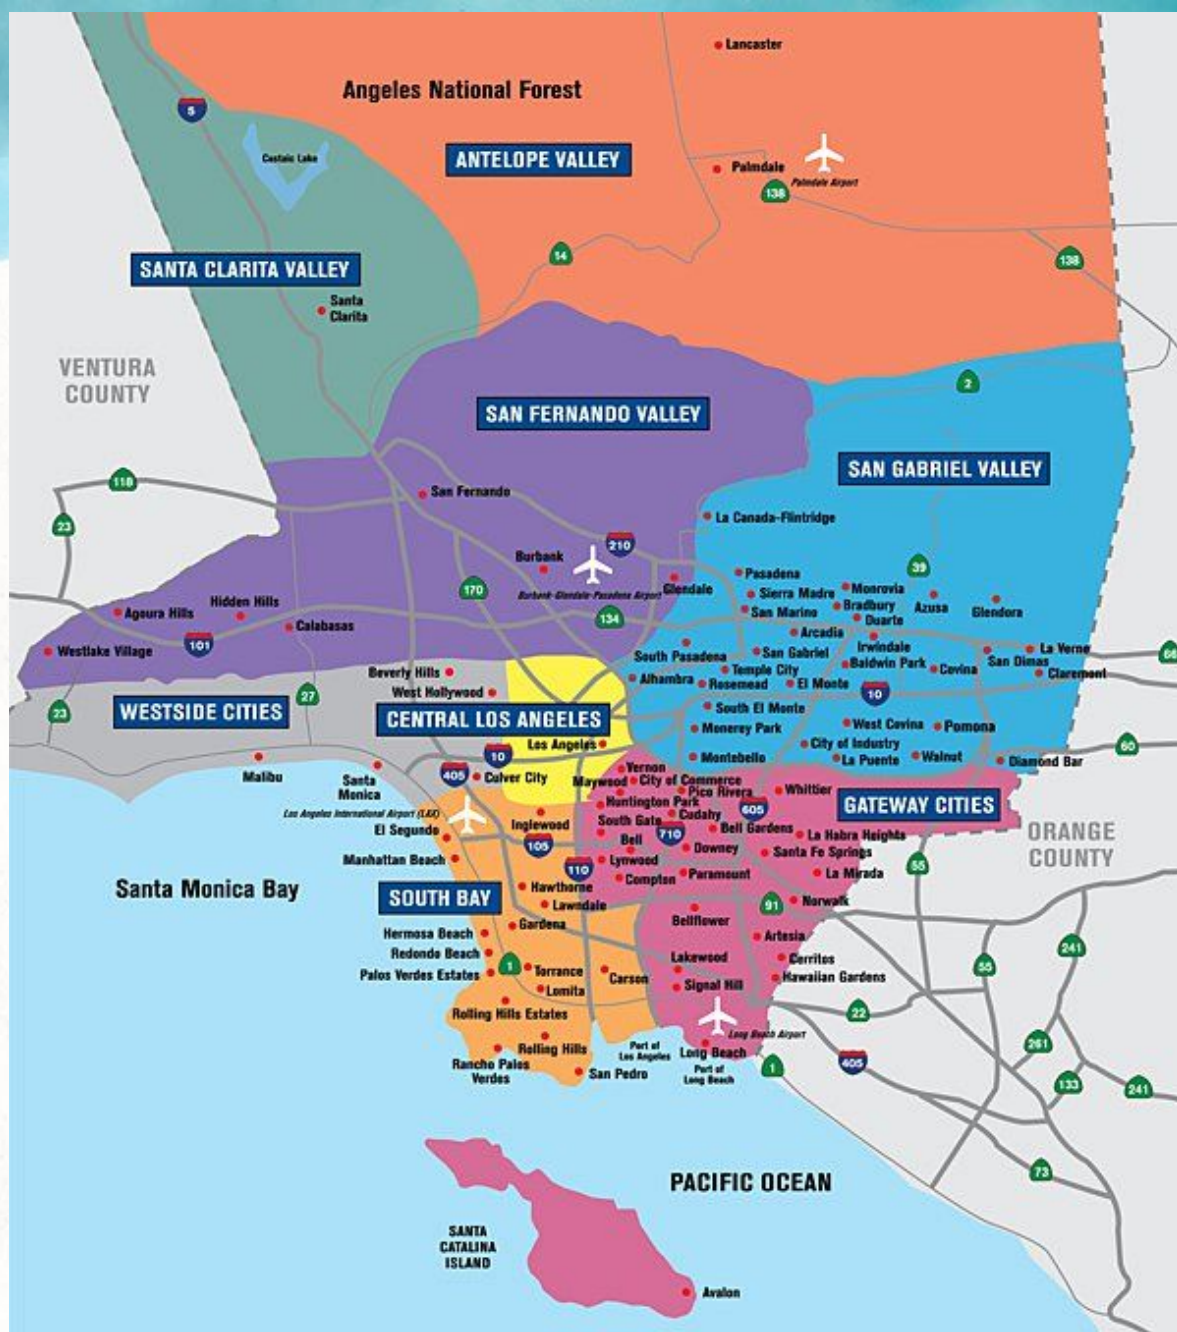 Lancaster
Angeles National Forest
5
ANTELOPE VALLEY
Castaic Lake
Palmdale
Palmdale Airport
138
14
138
SANTA CLARITA VALLEY
Santa
Clarita
VENTURA
COUNTY
2
SAN FERNANDO VALLEY
SAN GABRIEL VALLEY
118
San Fernando
23
La Canada-Flintridge
210
Burbank
Burbank-Glendale-Pasadena Airport
170
134
Glendale
39
Pasadena
Sierra Madre
Monrovia
San Marino
Bradbury
Duarte
Azusa
Glendora
Agoura Hills
Hidden Hills
Calabasas
101
Westlake Village
Arcadia
Irwindale
South Pasadena
San Gabriel
La Verne
66
Temple City
Baldwin Park
Covina
San Dimas
Claremont
Beverly Hills
Alhambra
Rosemead
El Monte
10
West Hollywood
27
23
WESTSIDE CITIES
CENTRAL LOS ANGELES
South El Monte
Monerey Park
West Covina
Pomona
Los Angeles
City of Industry
60
10
Montebello
La Puente
Walnut
Diamond Bar
Malibu
Santa
Monica
405
Culver City
Vernon
Maywood
City of Commerce
Pico Rivera
Whittier
Huntington Park
605
GATEWAY CITIES
Los Angeles International Airport (LAX)
Inglewood
South Gate
Cudahy
El Segundo
710
Bell Gardens
La Habra Heights
ORANGE
COUNTY
105
Bell
Downey
Santa Fe Springs
55
Manhattan Beach
110
Lynwood
Compton
Paramount
La Mirada
Santa Monica Bay
SOUTH BAY
Hawthorne
Lawndale
91
Norwalk
Gardena
Bellflower
Hermosa Beach
Artesia
241
Redondo Beach
1
Lakewood
Cerritos
55
Palos Verdes Estates
Torrance
Carson
Hawaiian Gardens
Lomita
Signal Hill
Rolling Hills Estates
22
Long Beach Airport
Rolling Hills
Port of
Los Angeles
Long Beach
261
Rancho Palos
Verdes
San Pedro
Port of
Long Beach
1
405
133
241
73
PACIFIC OCEAN
SANTA
CATALINA
ISLAND
Avalon